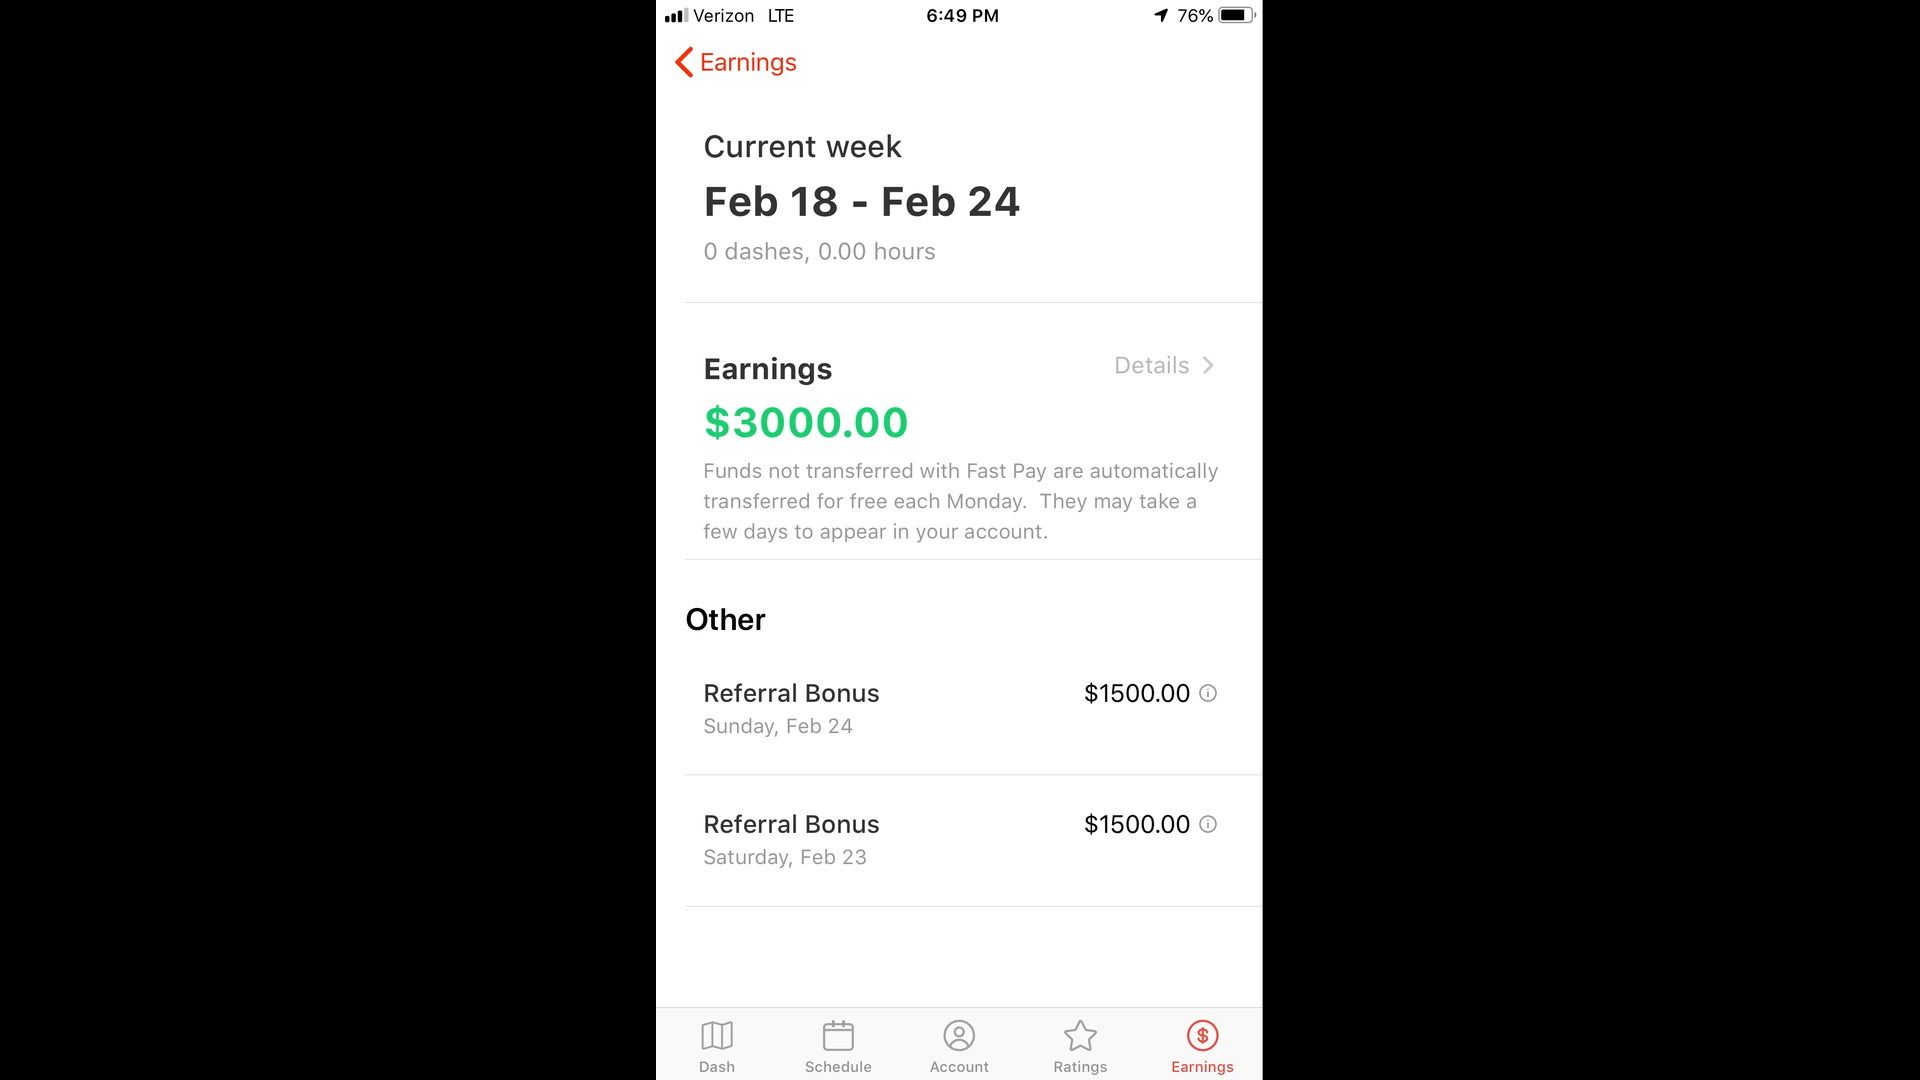 Verizon LTE 6:49 PM 76%
Earnings
Current week
Feb 18 - Feb 24
0 dashes, 0.00 hours
Earnings Details
$3000.00
Funds not transferred with Fast Pay are automatically
transferred for free each Monday.  They may take a
few days to appear in your account.
Other
Referral Bonus $1500.00
Sunday, Feb 24
Referral Bonus $1500.00
Saturday, Feb 23
Dash Schedule Account Ratings Earnings